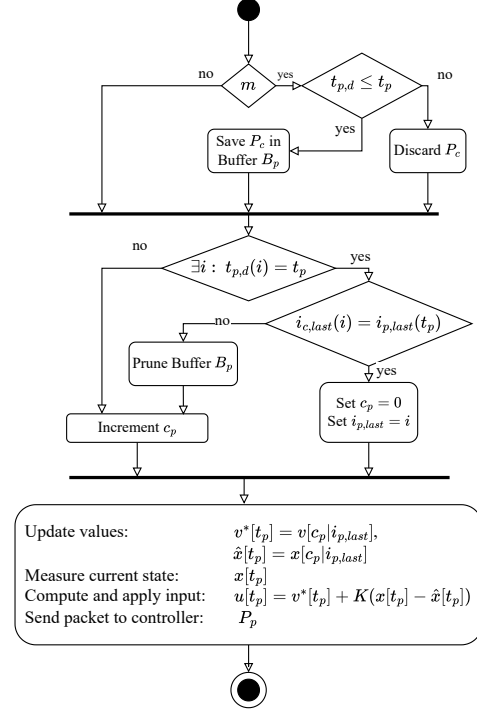 no
m
yes
t_{p,d} ≤ t_p
no
yes
Save P_c in
Buffer B_p
Discard P_c
no
∃i : t_{p,d}(i) = t_p
yes
no
i_{c,last}(i) = i_{p,last}(t_p)
Prune Buffer B_p
yes
Increment c_p
Set c_p = 0
Set i_{p,last} = i
Update values: v*[t_p] = v[c_p|i_{p,last}],
x̂[t_p] = x[c_p|i_{p,last}]
Measure current state: x[t_p]
Compute and apply input: u[t_p] = v*[t_p] + K(x[t_p] − x̂[t_p])
Send packet to controller: P_p